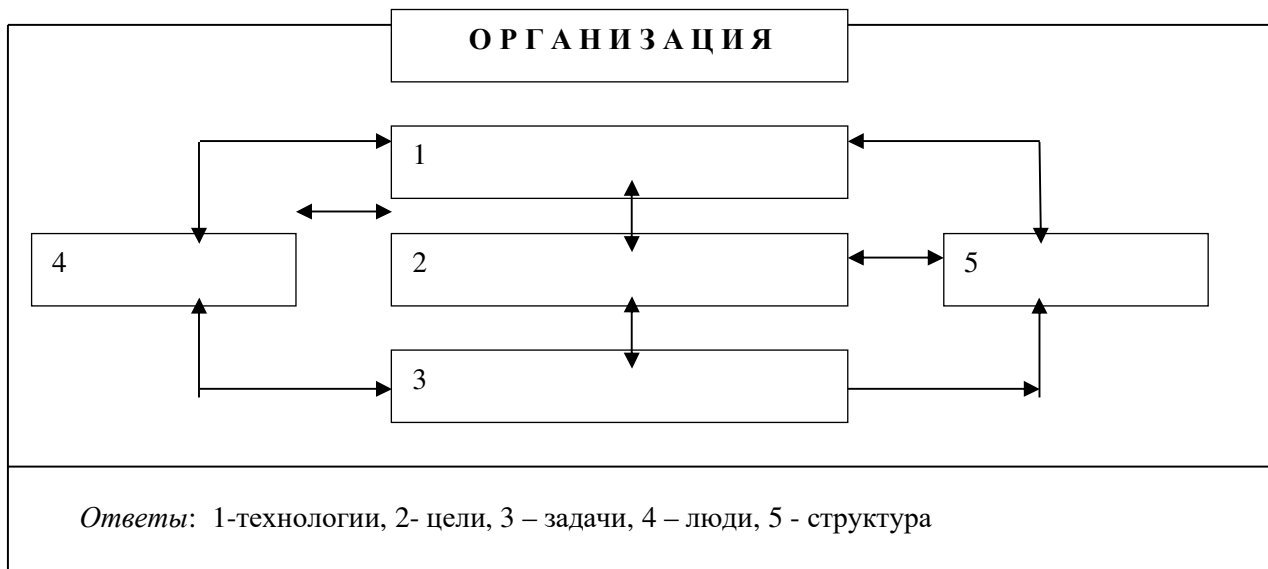 О Р Г А Н И З А Ц И Я
1
4
2
5
3
Ответы: 1-технологии, 2- цели, 3 – задачи, 4 – люди, 5 - структура